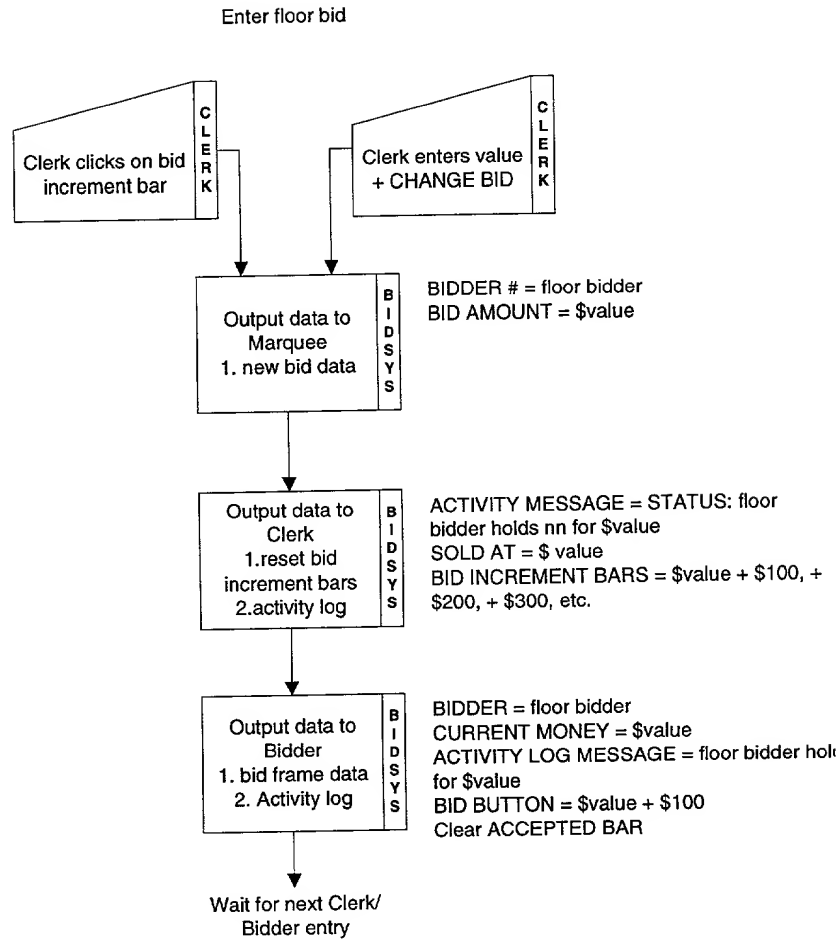 Enter floor bid
Clerk clicks on bid
increment bar
CLERK
Clerk enters value
+ CHANGE BID
CLERK
Output data to
Marquee
1. new bid data
BIDSYS
BIDDER # = floor bidder
BID AMOUNT = $value
Output data to
Clerk
1.reset bid
increment bars
2.activity log
BIDSYS
ACTIVITY MESSAGE = STATUS: floor
bidder holds nn for $value
SOLD AT = $ value
BID INCREMENT BARS = $value + $100, +
$200, + $300, etc.
Output data to
Bidder
1. bid frame data
2. Activity log
BIDSYS
BIDDER = floor bidder
CURRENT MONEY = $value
ACTIVITY LOG MESSAGE = floor bidder
for $value
BID BUTTON = $value + $100
Clear ACCEPTED BAR
Wait for next Clerk/
Bidder entry